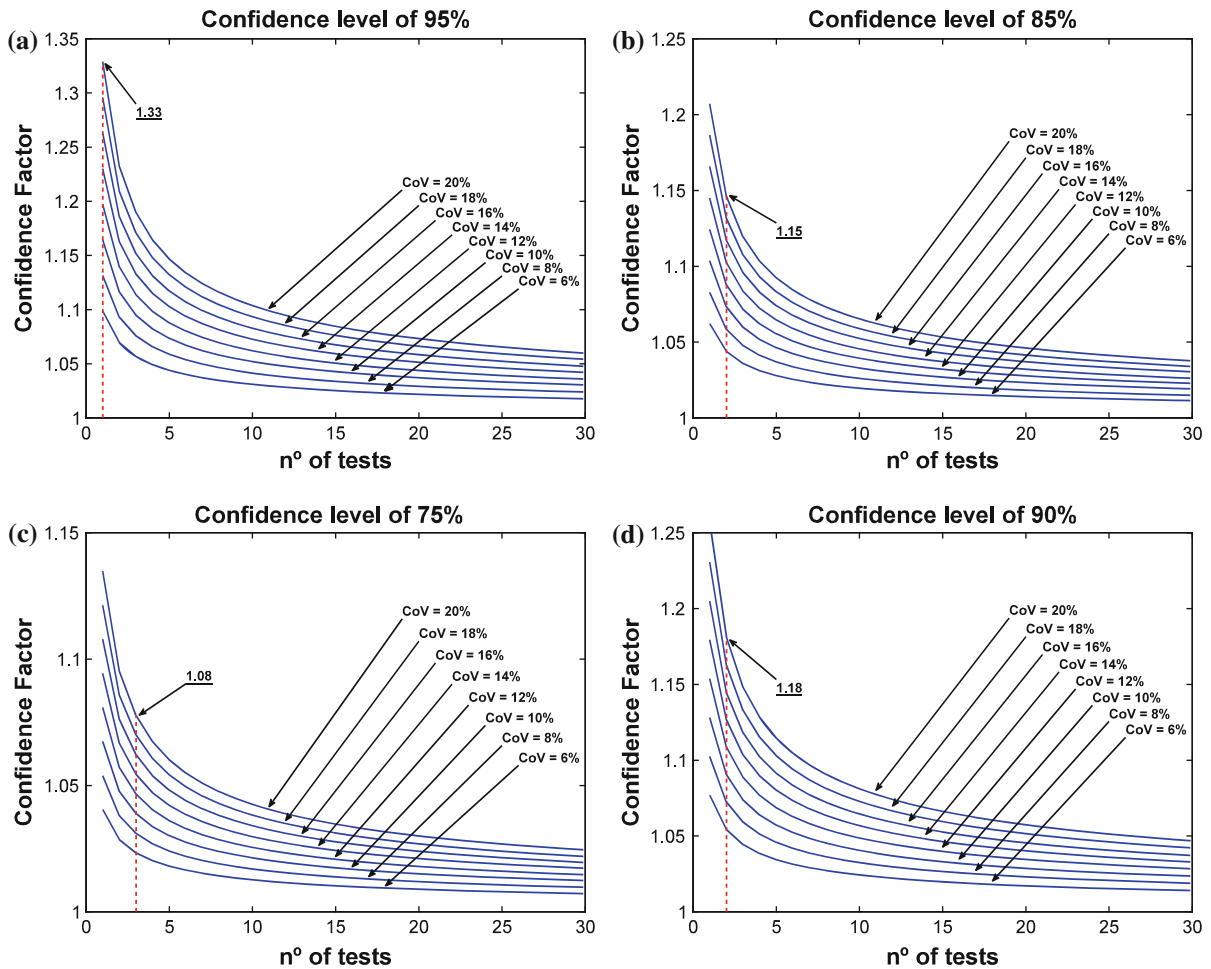 (a)
Confidence level of 95%
Confidence Factor
1.35
1.3
1.25
1.2
1.15
1.1
1.05
1
1.33
CoV = 20%
CoV = 18%
CoV = 16%
CoV = 14%
CoV = 12%
CoV = 10%
CoV = 8%
CoV = 6%
0 5 10 15 20 25 30
nº of tests
(b)
Confidence level of 85%
Confidence Factor
1.25
1.2
1.15
1.1
1.05
1
1.15
CoV = 20%
CoV = 18%
CoV = 16%
CoV = 14%
CoV = 12%
CoV = 10%
CoV = 8%
CoV = 6%
0 5 10 15 20 25 30
nº of tests
(c)
Confidence level of 75%
Confidence Factor
1.15
1.1
1.05
1
1.08
CoV = 20%
CoV = 18%
CoV = 16%
CoV = 14%
CoV = 12%
CoV = 10%
CoV = 8%
CoV = 6%
0 5 10 15 20 25 30
nº of tests
(d)
Confidence level of 90%
Confidence Factor
1.25
1.2
1.15
1.1
1.05
1
1.18
CoV = 20%
CoV = 18%
CoV = 16%
CoV = 14%
CoV = 12%
CoV = 10%
CoV = 8%
CoV = 6%
0 5 10 15 20 25 30
nº of tests